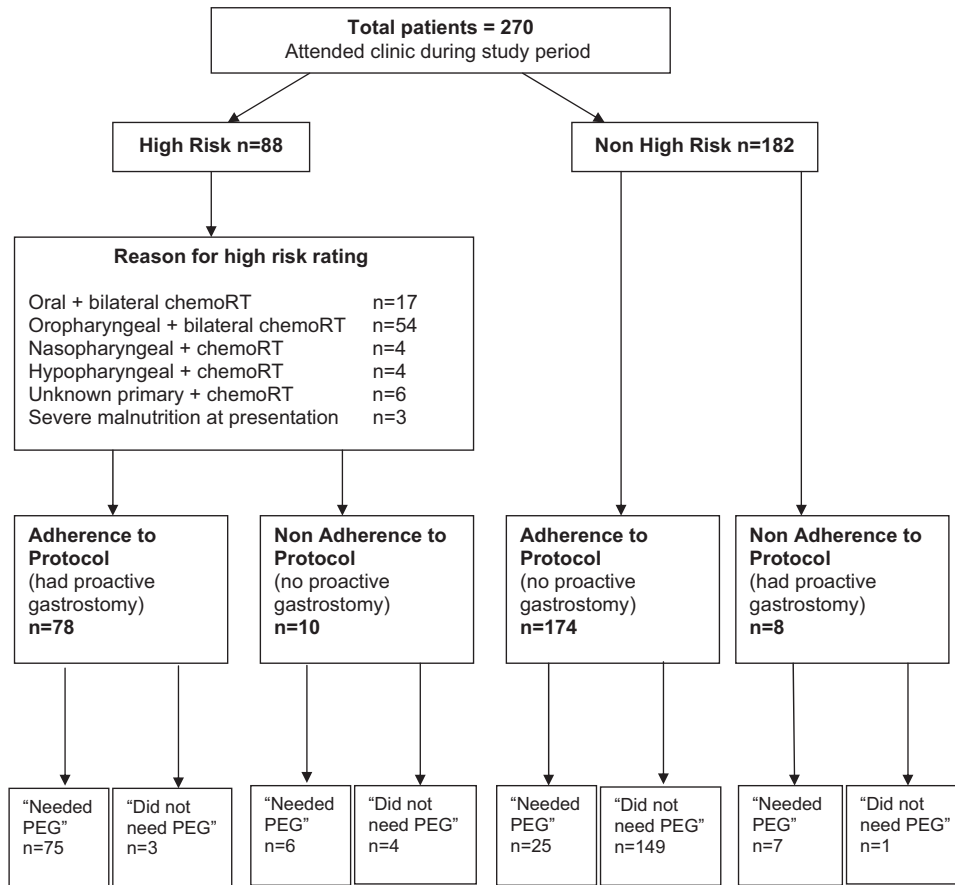 Total patients = 270
Attended clinic during study period
High Risk n=88
Non High Risk n=182
Reason for high risk rating
Oral + bilateral chemoRT n=17
Oropharyngeal + bilateral chemoRT n=54
Nasopharyngeal + chemoRT n=4
Hypopharyngeal + chemoRT n=4
Unknown primary + chemoRT n=6
Severe malnutrition at presentation n=3
Adherence to
Protocol
(had proactive
gastrostomy)
n=78
Non Adherence to
Protocol
(no proactive
gastrostomy)
n=10
Adherence to
Protocol
(no proactive
gastrostomy)
n=174
Non Adherence to
Protocol
(had proactive
gastrostomy)
n=8
“Needed
PEG”
n=75
“Did not
need PEG”
n=3
“Needed
PEG”
n=6
“Did not
need PEG”
n=4
“Needed
PEG”
n=25
“Did not
need PEG”
n=149
“Needed
PEG”
n=7
“Did not
need PEG”
n=1